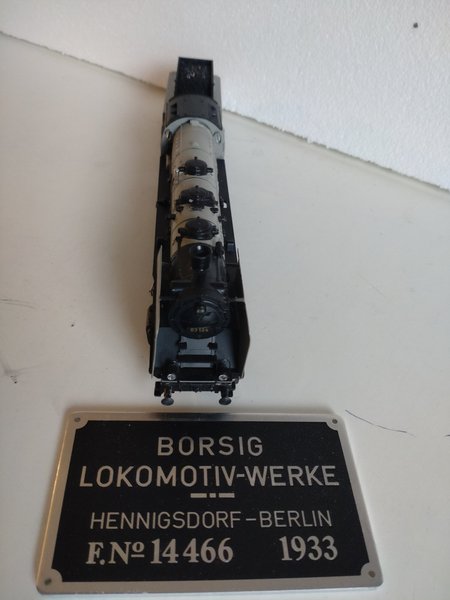 BORSIG
LOKOMOTIV-WERKE
HENNIGSDORF-BERLIN
F. No 14466 1933